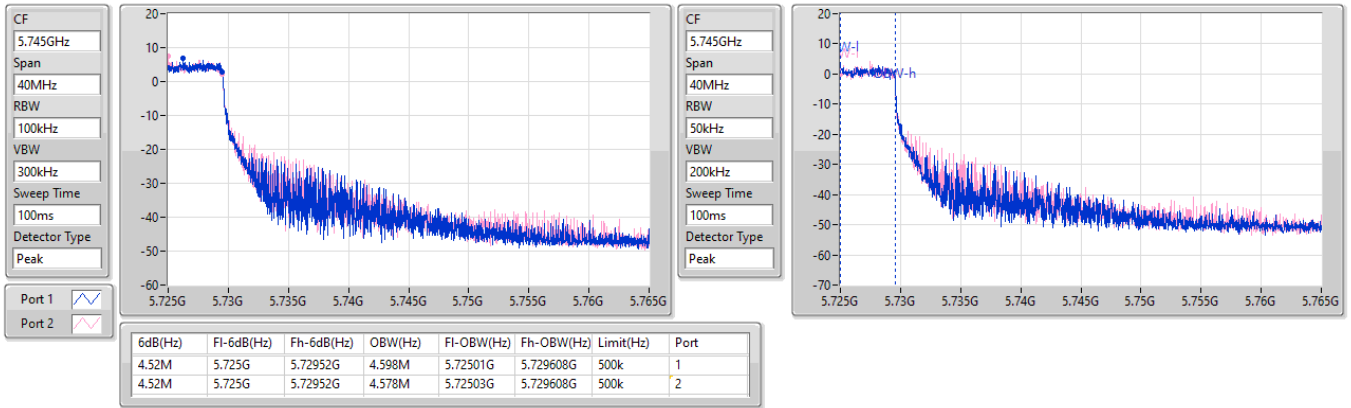 CF
5.745GHz
Span
40MHz
RBW
100kHz
VBW
300kHz
Sweep Time
100ms
Detector Type
Peak
Port 1
Port 2
20
10
0
-10
-20
-30
-40
-50
-60
5.725G 5.73G 5.735G 5.74G 5.745G 5.75G 5.755G 5.76G 5.765G
CF
5.745GHz
Span
40MHz
RBW
50kHz
VBW
200kHz
Sweep Time
100ms
Detector Type
Peak
20
10
0
-10
-20
-30
-40
-50
-60
-70
W-l
OBW-h
5.725G 5.73G 5.735G 5.74G 5.745G 5.75G 5.755G 5.76G 5.765G
6dB(Hz) Fl-6dB(Hz) Fh-6dB(Hz) OBW(Hz) Fl-OBW(Hz) Fh-OBW(Hz) Limit(Hz) Port
4.52M 5.725G 5.72952G 4.598M 5.72501G 5.729608G 500k 1
4.52M 5.725G 5.72952G 4.578M 5.72503G 5.729608G 500k 2